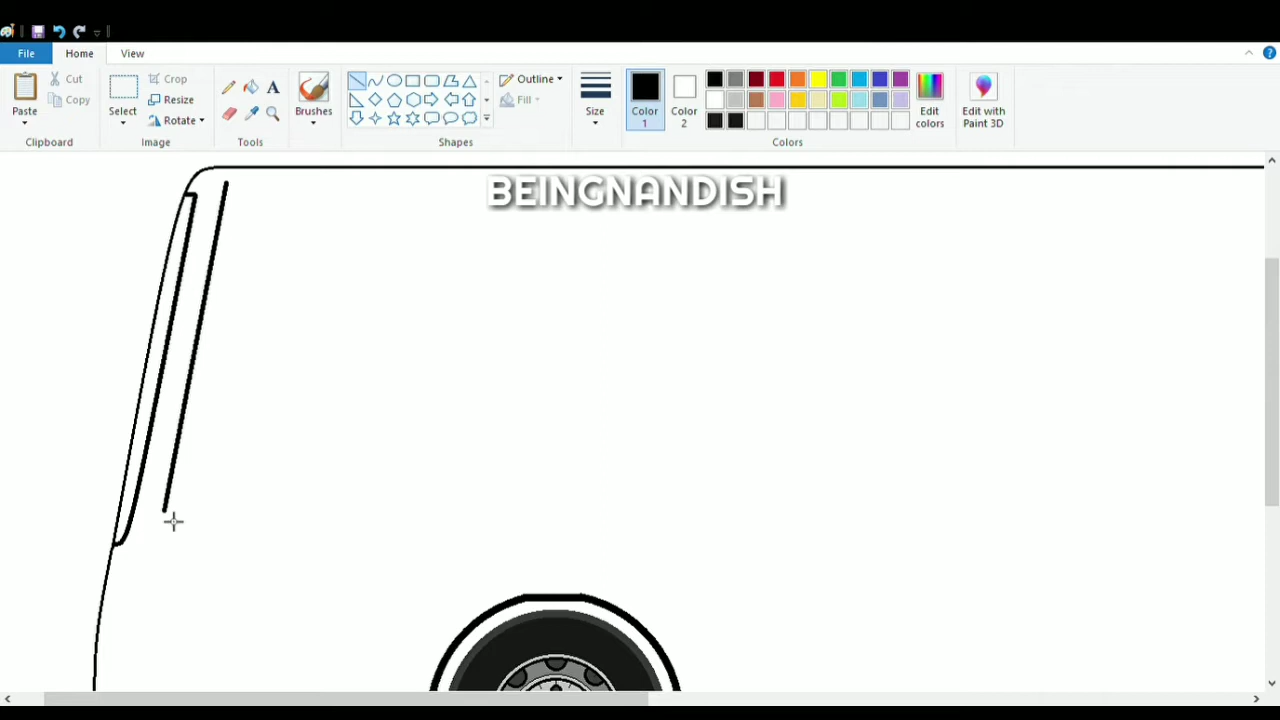 File Home View
Cut Crop Outline
Copy Resize Fill
Paste Select Rotate Brushes Size Color 1 Color 2 Edit colors Edit with Paint 3D
Clipboard Image Tools Shapes Colors
BEINGNANDISH